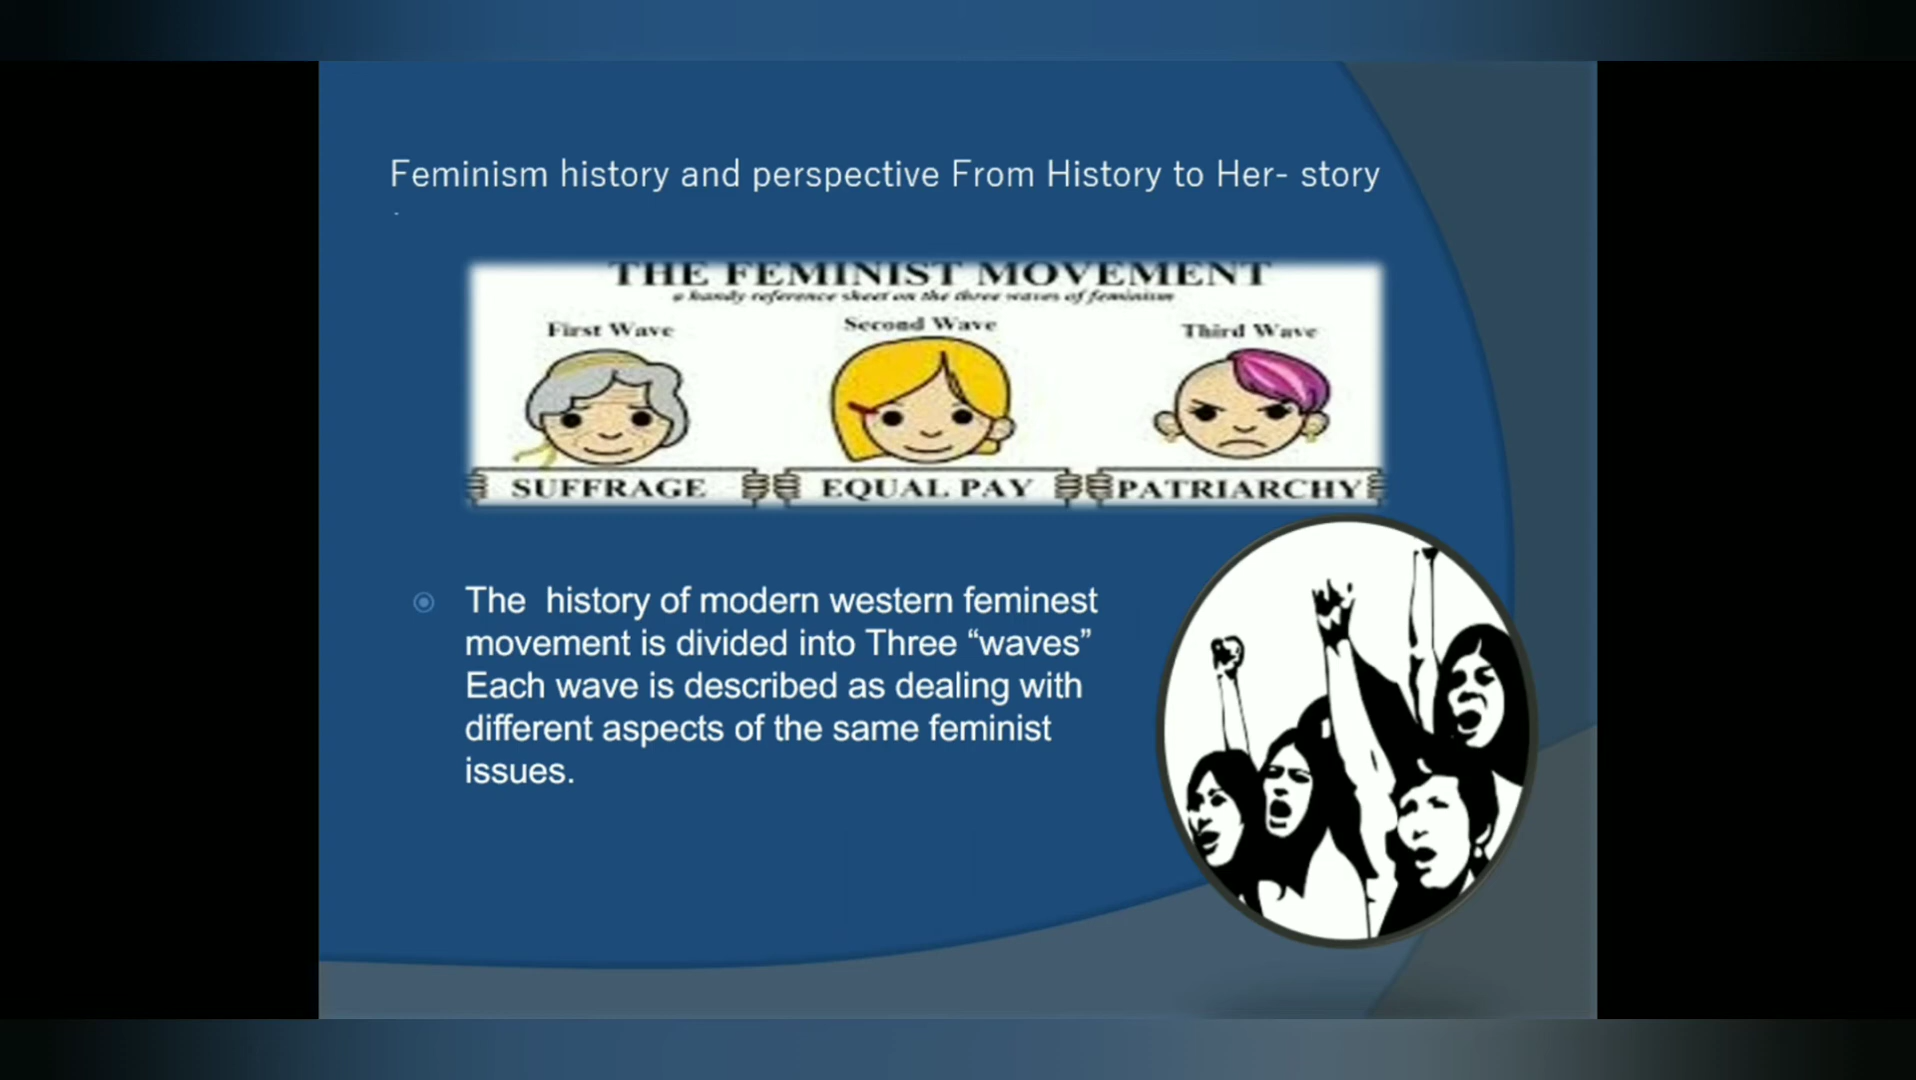 Feminism history and perspective From History to Her- story
.
THE FEMINIST MOVEMENT
a handy reference sheet on the three waves of feminism
First Wave
Second Wave
Third Wave
SUFFRAGE
EQUAL PAY
PATRIARCHY
The history of modern western feminest
movement is divided into Three “waves”
Each wave is described as dealing with
different aspects of the same feminist
issues.